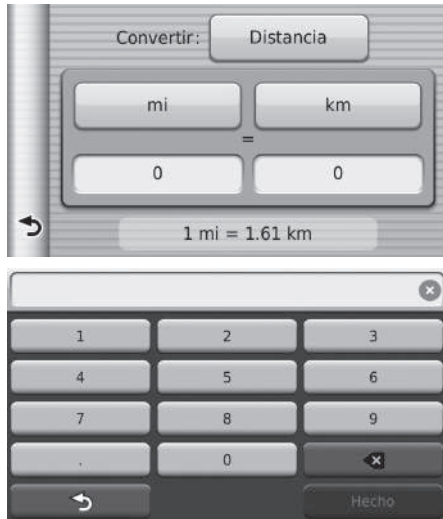 Convertir: Distancia
mi km
=
0 0
1 mi = 1.61 km
1 2 3
4 5 6
7 8 9
. 0
Hecho